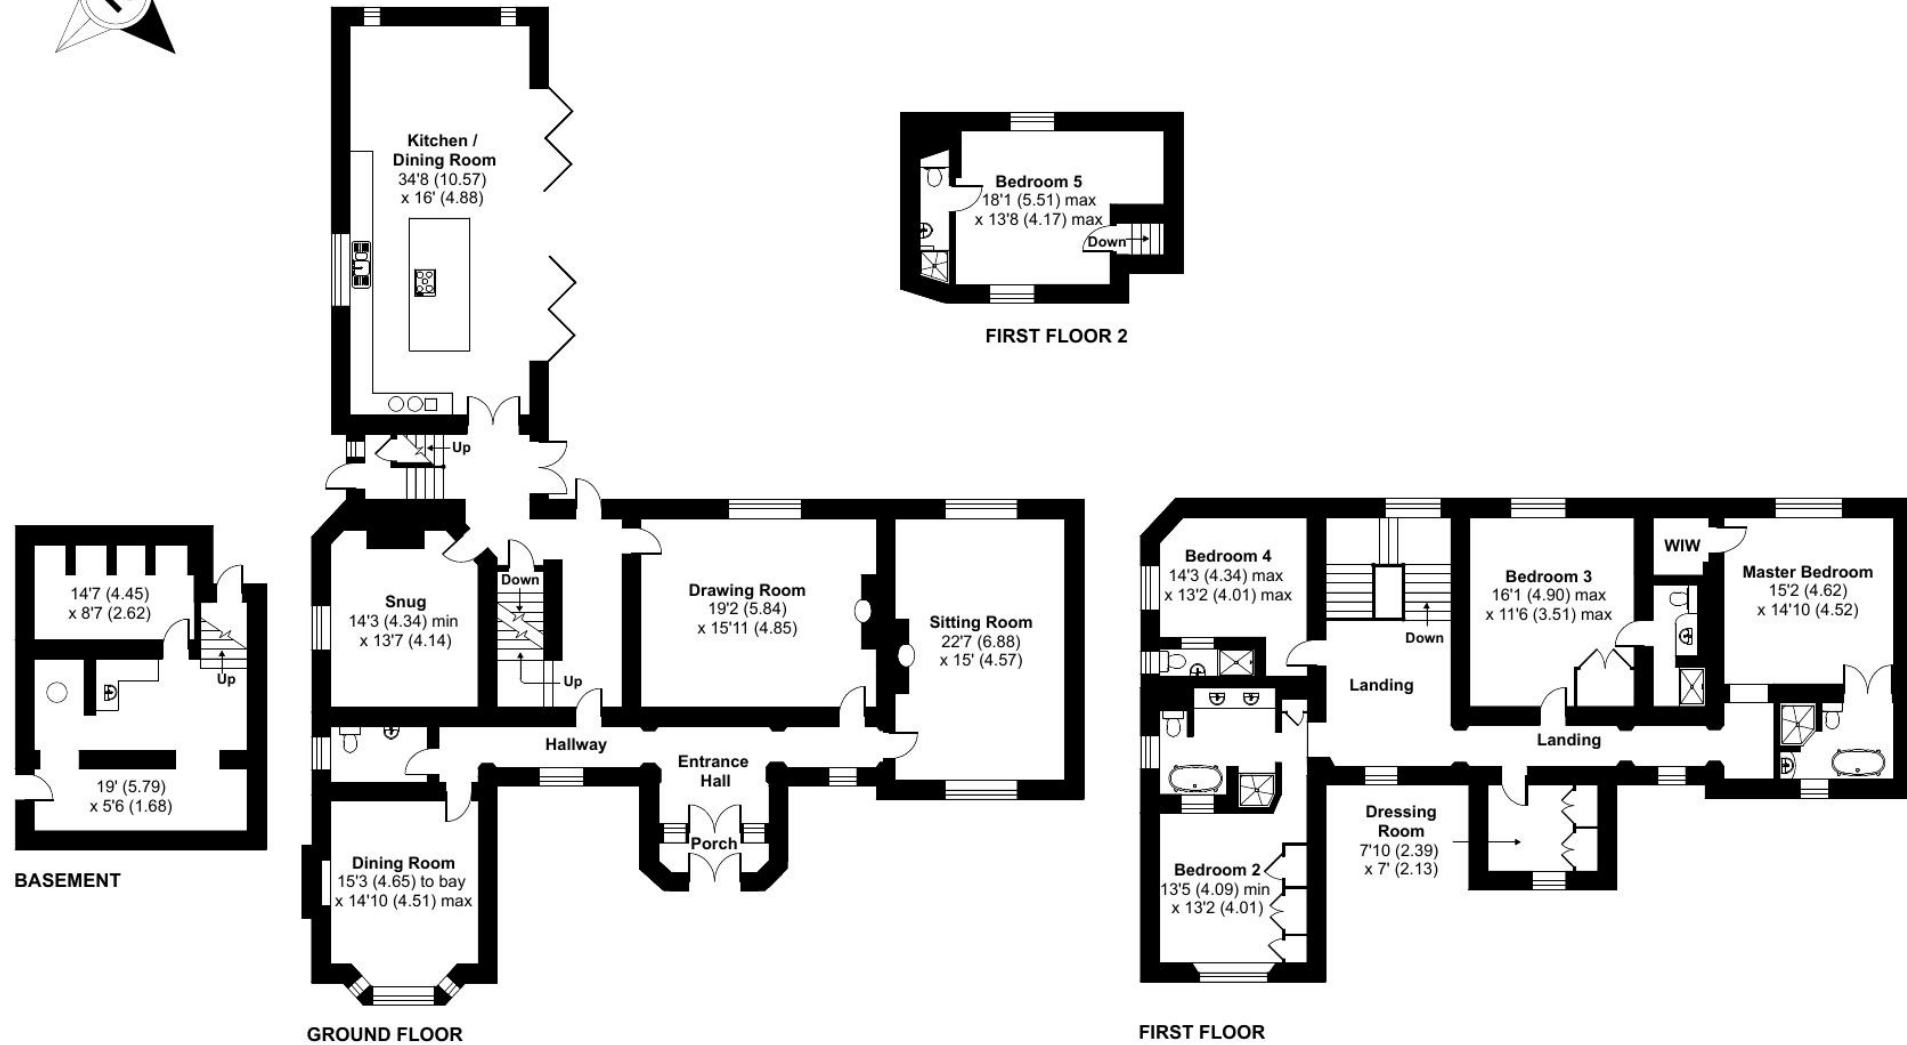 Kitchen /
Dining Room
34'8 (10.57)
x 16' (4.88)
Up
Bedroom 5
18'1 (5.51) max
x 13'8 (4.17) max
Down
FIRST FLOOR 2
14'7 (4.45)
x 8'7 (2.62)
Up
19' (5.79)
x 5'6 (1.68)
BASEMENT
Snug
14'3 (4.34) min
x 13'7 (4.14)
Down
Up
Drawing Room
19'2 (5.84)
x 15'11 (4.85)
Sitting Room
22'7 (6.88)
x 15' (4.57)
Hallway
Entrance
Hall
Porch
Dining Room
15'3 (4.65) to bay
x 14'10 (4.51) max
GROUND FLOOR
Bedroom 4
14'3 (4.34) max
x 13'2 (4.01) max
Down
Landing
Bedroom 3
16'1 (4.90) max
x 11'6 (3.51) max
WIW
Master Bedroom
15'2 (4.62)
x 14'10 (4.52)
Landing
Dressing
Room
7'10 (2.39)
x 7' (2.13)
Bedroom 2
13'5 (4.09) min
x 13'2 (4.01)
FIRST FLOOR